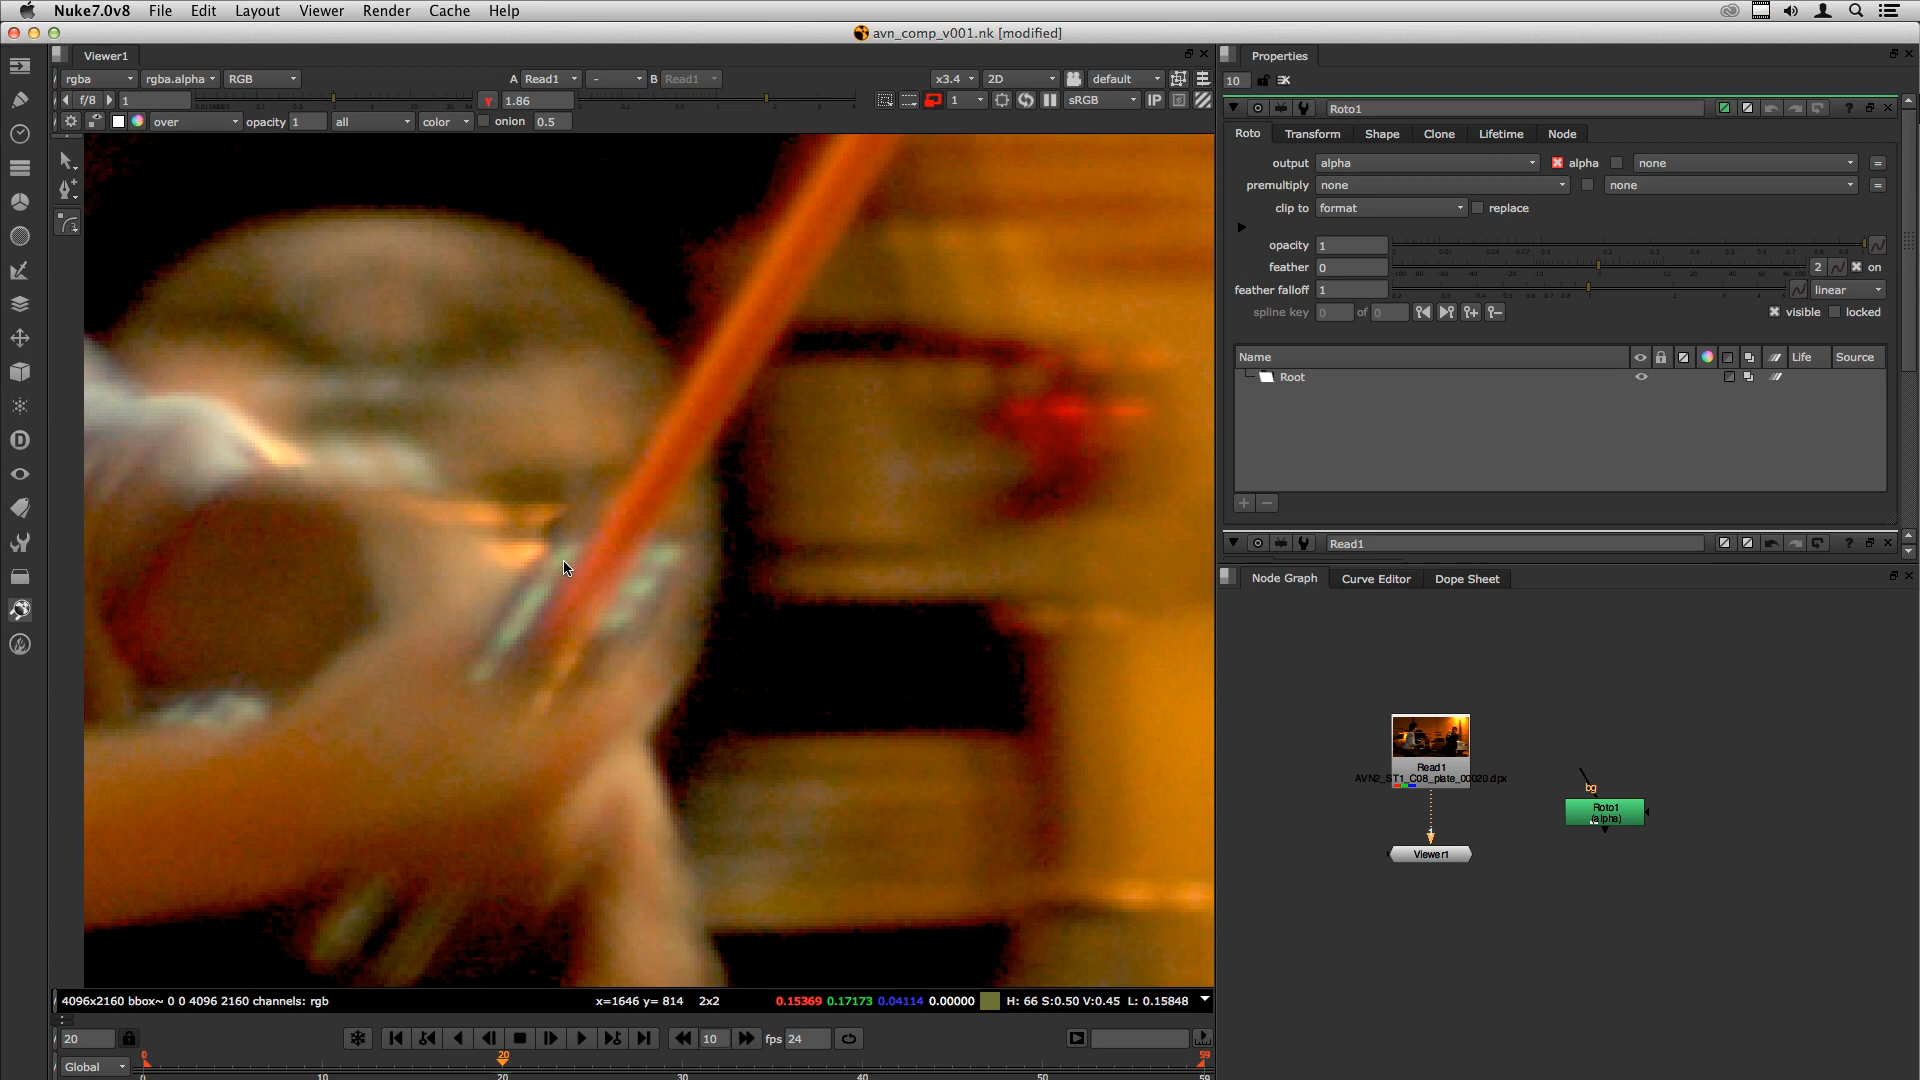 Nuke7.0v8 File Edit Layout Viewer Render Cache Help
avn_comp_v001.nk [modified]
Viewer1
rgba rgba.alpha RGB A Read1 - B Read1 x3.4 2D default
f/8 1 1.86 1 sRGB IP
over opacity 1 all color onion 0.5
Properties
10
Roto1
Roto Transform Shape Clone Lifetime Node
output alpha alpha none =
premultiply none none =
clip to format replace
opacity 1
feather 0 2 on
feather falloff 1 linear
spline key 0 of 0 visible locked
Name Life Source
Root
Read1
Node Graph Curve Editor Dope Sheet
Read1
AVN2_ST1_C08_plate_00020.dpx
Viewer1
bg
Roto1
(alpha)
4096x2160 bbox~ 0 0 4096 2160 channels: rgb x=1646 y= 814 2x2 0.15369 0.17173 0.04114 0.00000 H: 66 S:0.50 V:0.45 L: 0.15848
20 10 fps 24
0 20 59
Global
0 10 20 30 40 50 59